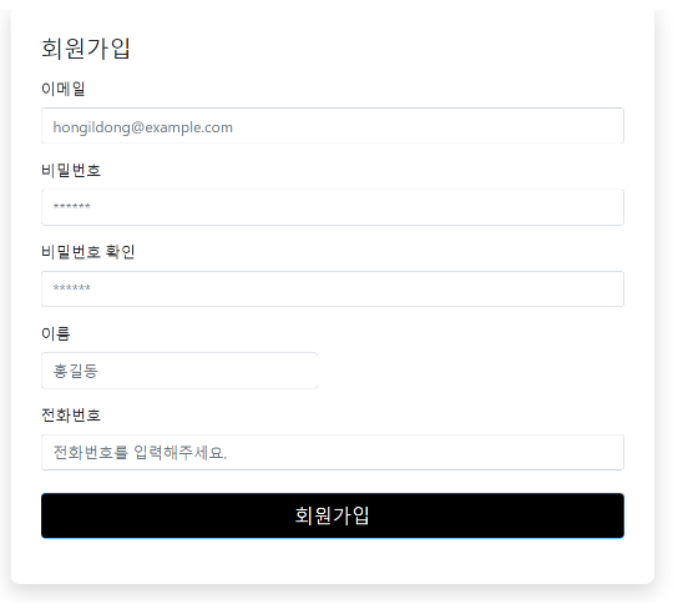 회원가입
이메일
hongildong@example.com
비밀번호
******
비밀번호 확인
******
이름
홍길동
전화번호
전화번호를 입력해주세요.
회원가입